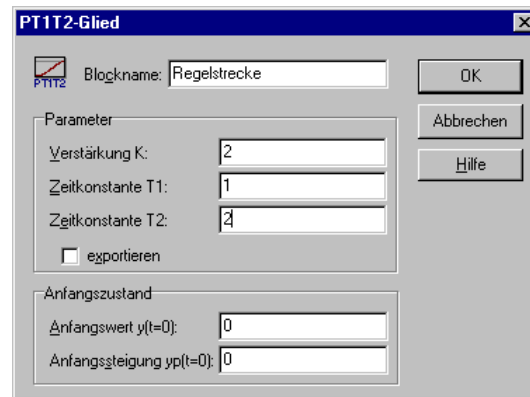 PT1T2-Glied
PT1T2
Blockname: Regelstrecke
OK
Abbrechen
Hilfe
Parameter
Verstärkung K: 2
Zeitkonstante T1: 1
Zeitkonstante T2: 2
exportieren
Anfangszustand
Anfangswert y(t=0): 0
Anfangssteigung yp(t=0): 0